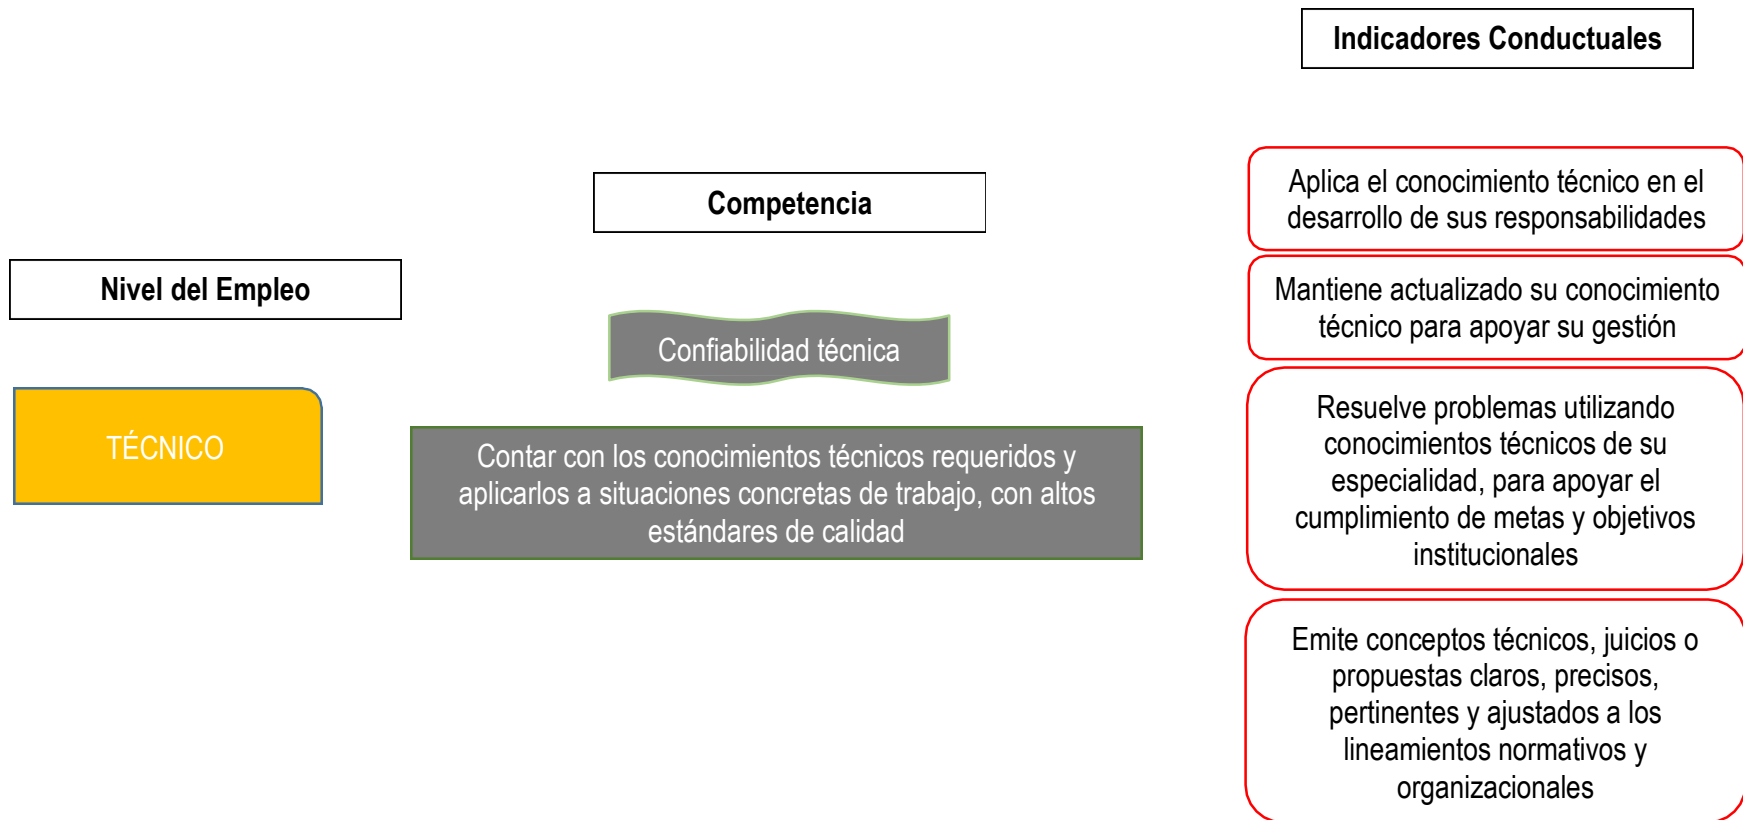 Nivel del Empleo
TÉCNICO
Competencia
Confiabilidad técnica
Contar con los conocimientos técnicos requeridos y
aplicarlos a situaciones concretas de trabajo, con altos
estándares de calidad
Indicadores Conductuales
Aplica el conocimiento técnico en el
desarrollo de sus responsabilidades
Mantiene actualizado su conocimiento
técnico para apoyar su gestión
Resuelve problemas utilizando
conocimientos técnicos de su
especialidad, para apoyar el
cumplimiento de metas y objetivos
institucionales
Emite conceptos técnicos, juicios o
propuestas claros, precisos,
pertinentes y ajustados a los
lineamientos normativos y
organizacionales